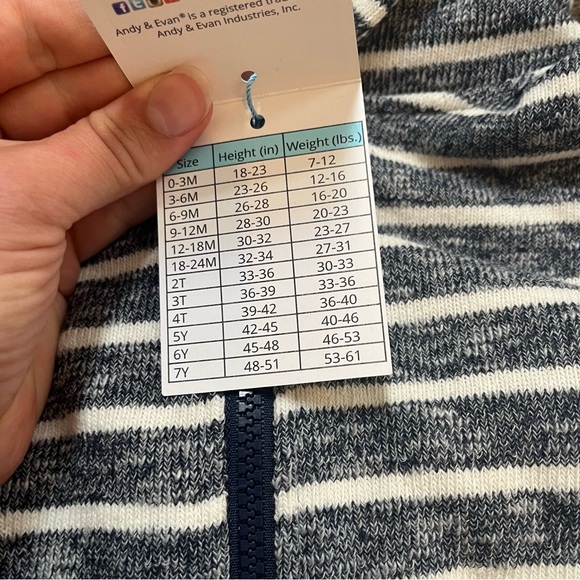 Andy & Evan® is a registered tra
Andy & Evan Industries, Inc.
Size Height (in) Weight (lbs.)
0-3M 18-23 7-12
3-6M 23-26 12-16
6-9M 26-28 16-20
9-12M 28-30 20-23
12-18M 30-32 23-27
18-24M 32-34 27-31
2T 33-36 30-33
3T 36-39 33-36
4T 39-42 36-40
5Y 42-45 40-46
6Y 45-48 46-53
7Y 48-51 53-61